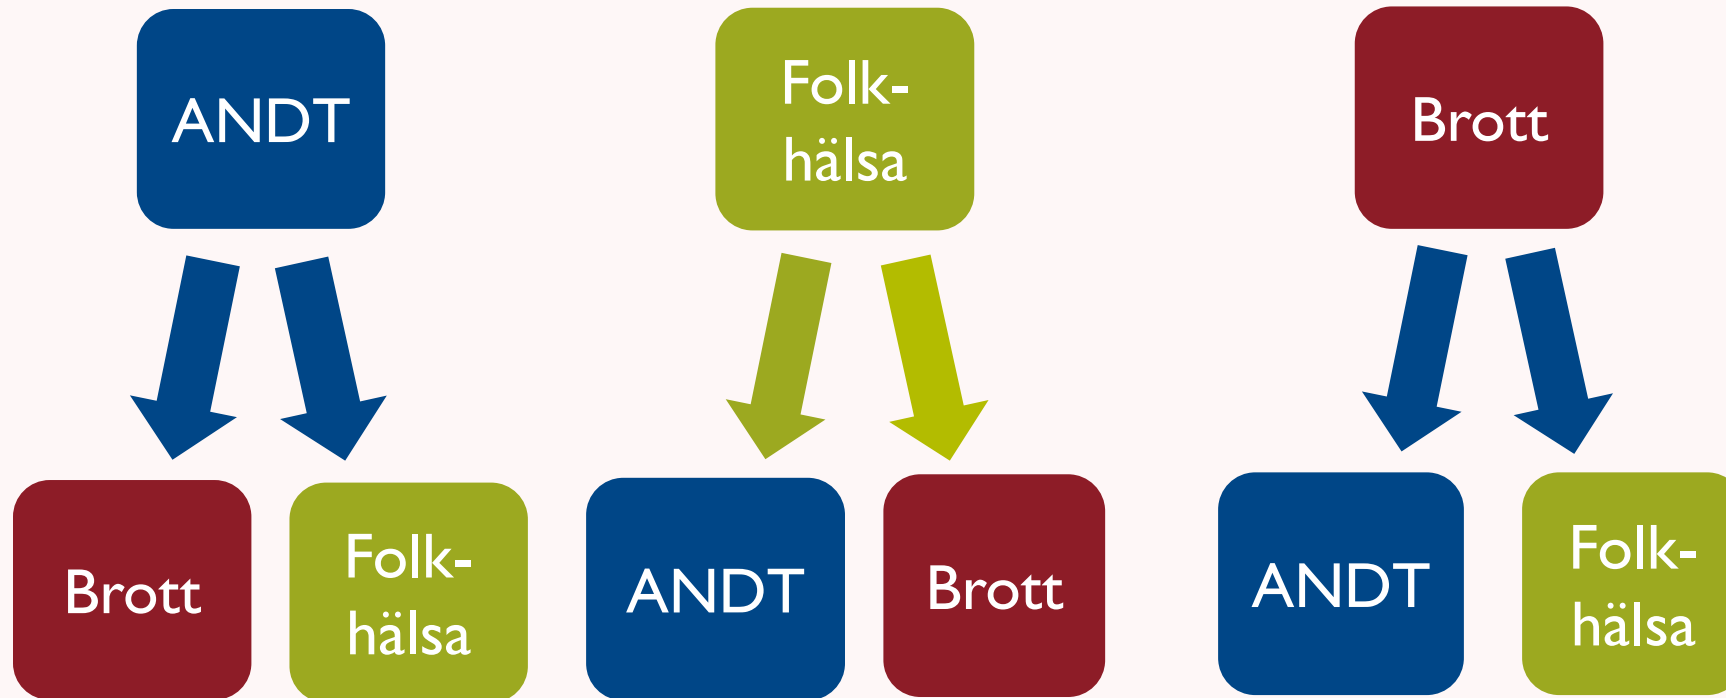 ANDT
Folk-
hälsa
Brott
Brott
Folk-
hälsa
ANDT
Brott
ANDT
Folk-
hälsa